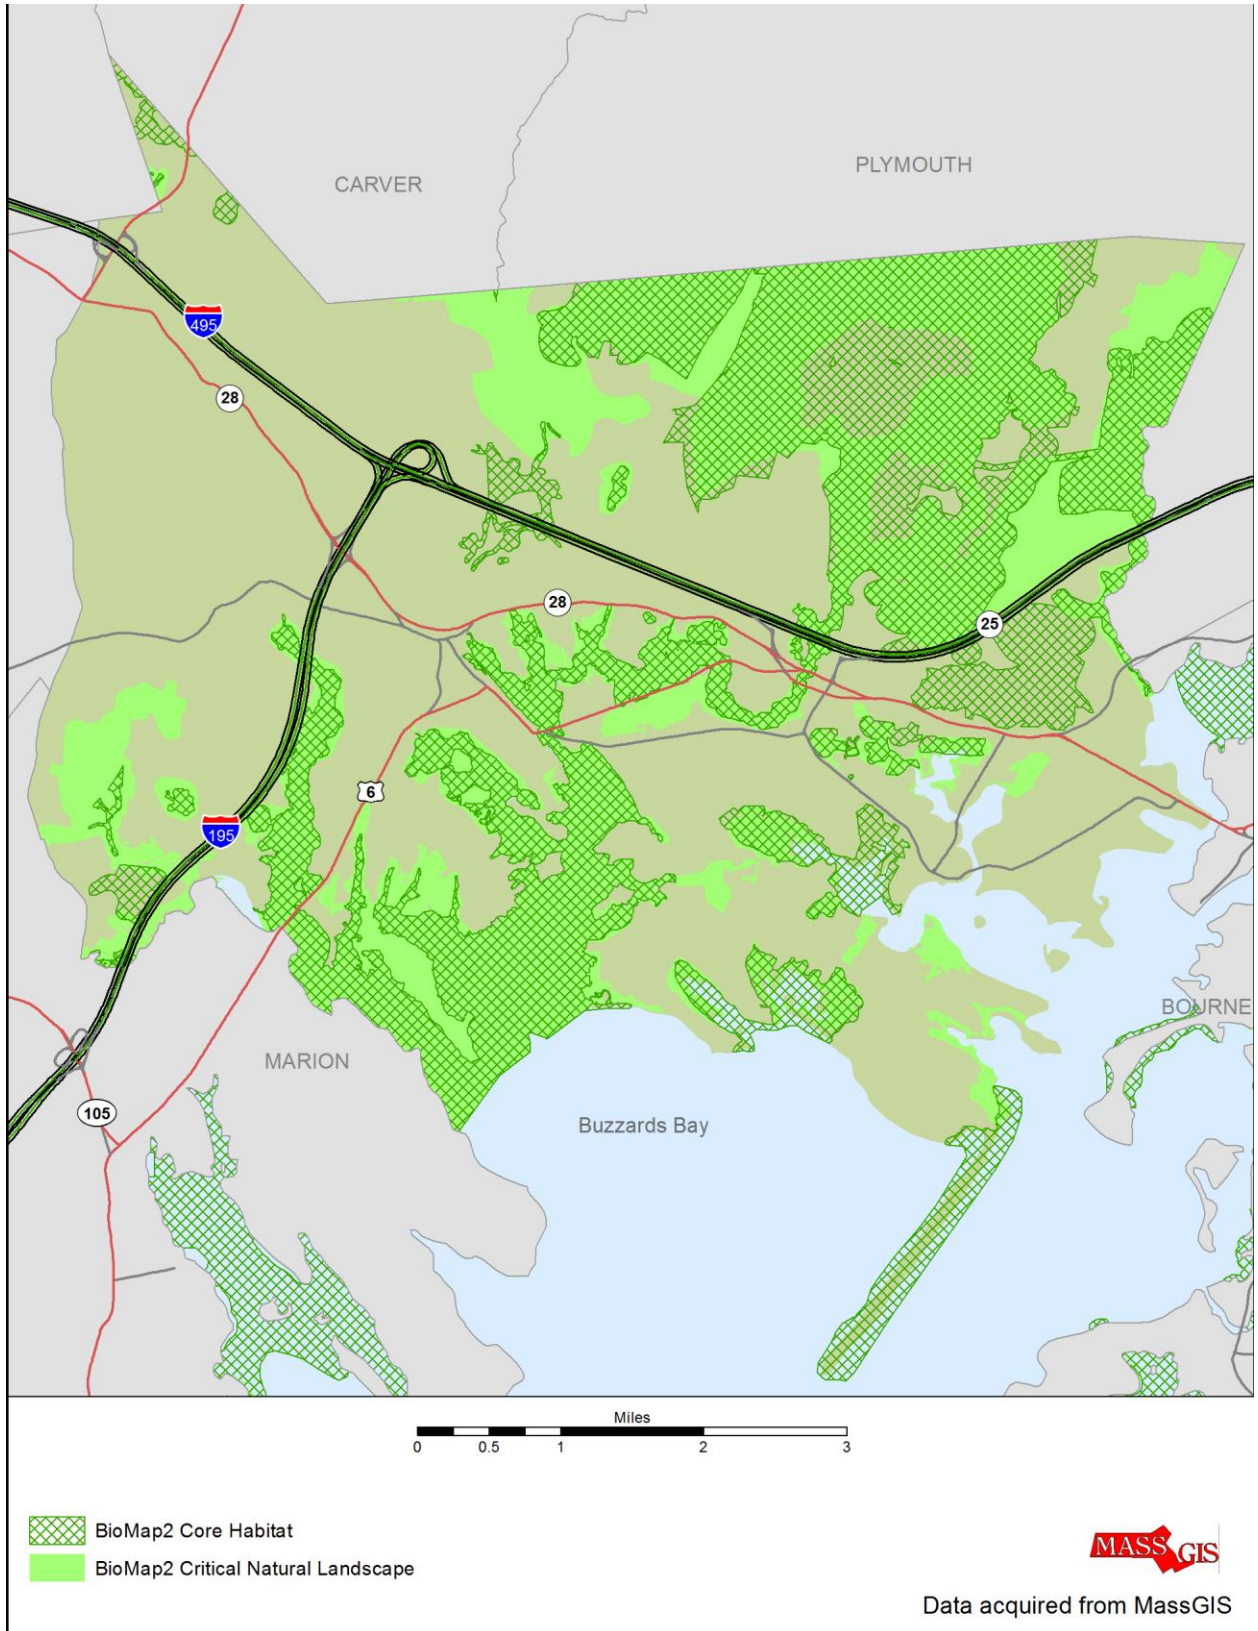 PLYMOUTH
CARVER
495
28
28
25
6
195
BOURNE
MARION
105
Buzzards Bay
Miles
0 0.5 1 2 3
BioMap2 Core Habitat
BioMap2 Critical Natural Landscape
MASS GIS
Data acquired from MassGIS